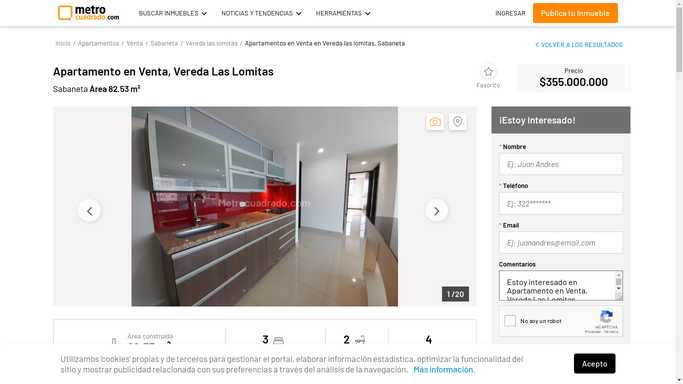 metro
cuadrado.com
BUSCAR INMUEBLES
NOTICIAS Y TENDENCIAS
HERRAMIENTAS
INGRESAR
Publica tu Inmueble
Inicio / Apartamentos / Venta / Sabaneta / Vereda las lomitas / Apartamentos en Venta en Vereda las lomitas, Sabaneta
VOLVER A LOS RESULTADOS
Apartamento en Venta, Vereda Las Lomitas
Sabaneta Área 82.53 m²
Favorito
Precio
$355.000.000
Metrocuadrado.com
1 / 20
¡Estoy Interesado!
* Nombre
Ej: Juan Andres
* Teléfono
Ej: 322*******
* Email
Ej: juanandres@email.com
Comentarios
Estoy interesado en
Apartamento en Venta,
Vereda Las Lomitas
No soy un robot
reCAPTCHA
Privacidad - Términos
Área construida
3
2
4
Utilizamos 'cookies' propias y de terceros para gestionar el portal, elaborar información estadística, optimizar la funcionalidad del
sitio y mostrar publicidad relacionada con sus preferencias a través del análisis de la navegación. Más información.
Acepto